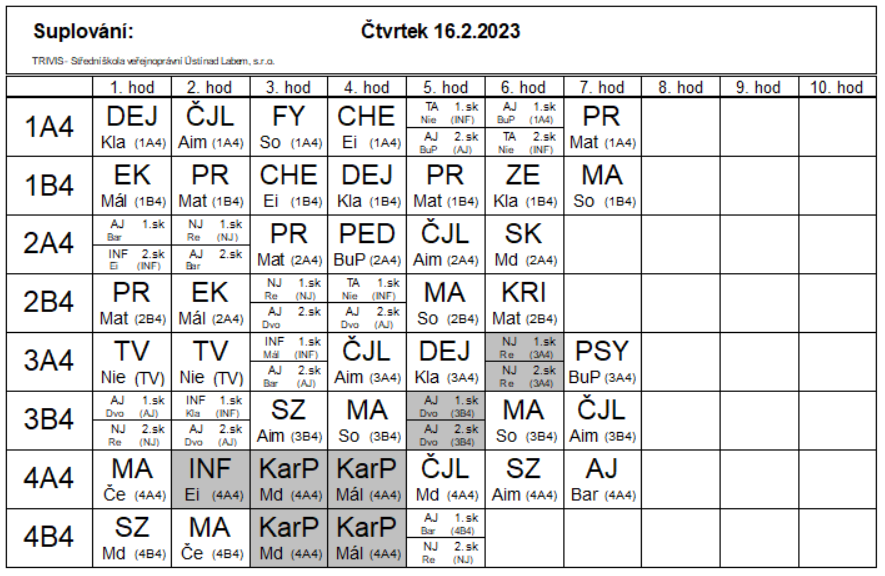 Suplování: Čtvrtek 16.2.2023
TRIVIS - Střední škola veřejnoprávní Ústí nad Labem, s.r.o.
1. hod 2. hod 3. hod 4. hod 5. hod 6. hod 7. hod 8. hod 9. hod 10. hod
1A4 DEJ ČJL FY CHE TA 1.sk AJ 1.sk PR
Nie (INF) BuP (1A4)
AJ 2.sk TA 2.sk
Kla (1A4) Aim (1A4) So (1A4) Ei (1A4) BuP (AJ) Nie (INF) Mat (1A4)
1B4 EK PR CHE DEJ PR ZE MA
Mál (1B4) Mat (1B4) Ei (1B4) Kla (1B4) Mat (1B4) Kla (1B4) So (1B4)
2A4 AJ 1.sk NJ 1.sk PR PED ČJL SK
Bar Re (NJ)
INF 2.sk AJ 2.sk
Ei (INF) Bar Mat (2A4) BuP (2A4) Aim (2A4) Md (2A4)
2B4 PR EK NJ 1.sk TA 1.sk MA KRI
Re (NJ) Nie (INF)
AJ 2.sk AJ 2.sk
Mat (2B4) Mál (2A4) Dvo Dvo (AJ) So (2B4) Mat (2B4)
3A4 TV TV INF 1.sk ČJL DEJ NJ 1.sk PSY
Mál (INF) Re (3A4)
AJ 2.sk NJ 2.sk
Nie (TV) Nie (TV) Bar (AJ) Aim (3A4) Kla (3A4) Re (3A4) BuP (3A4)
3B4 AJ 1.sk INF 1.sk SZ MA AJ 1.sk MA ČJL
Dvo (AJ) Kla (INF) Dvo (3B4)
NJ 2.sk AJ 2.sk AJ 2.sk
Re (NJ) Dvo (AJ) Aim (3B4) So (3B4) Dvo (3B4) So (3B4) Aim (3B4)
4A4 MA INF KarP KarP ČJL SZ AJ
Če (4A4) Ei (4A4) Md (4A4) Mál (4A4) Md (4A4) Aim (4A4) Bar (4A4)
4B4 SZ MA KarP KarP AJ 1.sk
Bar (4B4)
NJ 2.sk
Md (4B4) Če (4B4) Md (4A4) Mál (4A4) Re (NJ)